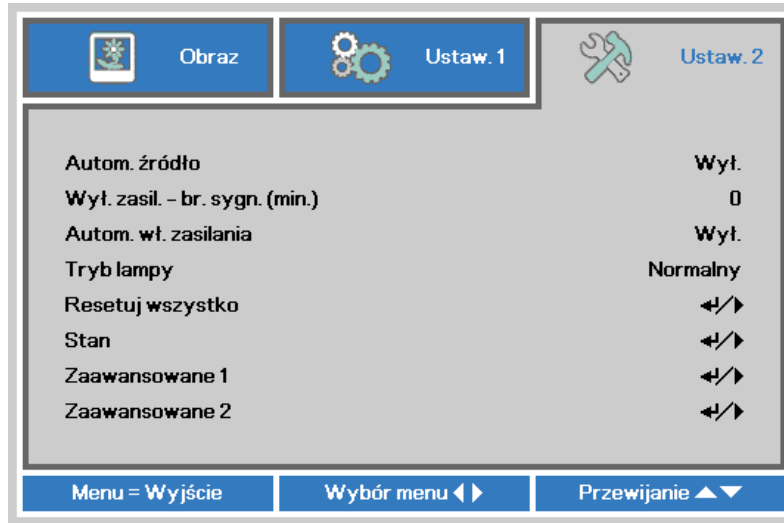 Obraz
Ustaw. 1
Ustaw. 2
Autom. źródło Wył.
Wył. zasil. – br. sygn. (min.) 0
Autom. wł. zasilania Wył.
Tryb lampy Normalny
Resetuj wszystko ↵/▶
Stan ↵/▶
Zaawansowane 1 ↵/▶
Zaawansowane 2 ↵/▶
Menu = Wyjście
Wybór menu ◀ ▶
Przewijanie ▲▼